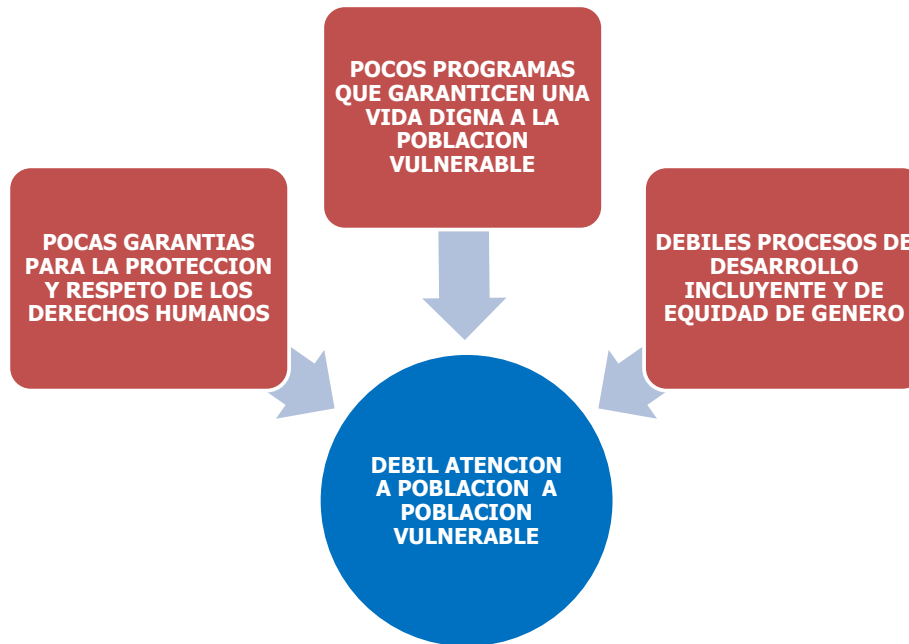 POCOS PROGRAMAS
QUE GARANTICEN UNA
VIDA DIGNA A LA
POBLACION
VULNERABLE
POCAS GARANTIAS
PARA LA PROTECCION
Y RESPETO DE LOS
DERECHOS HUMANOS
DEBILES PROCESOS DE
DESARROLLO
INCLUYENTE Y DE
EQUIDAD DE GENERO
DEBIL ATENCION
A POBLACION A
POBLACION
VULNERABLE